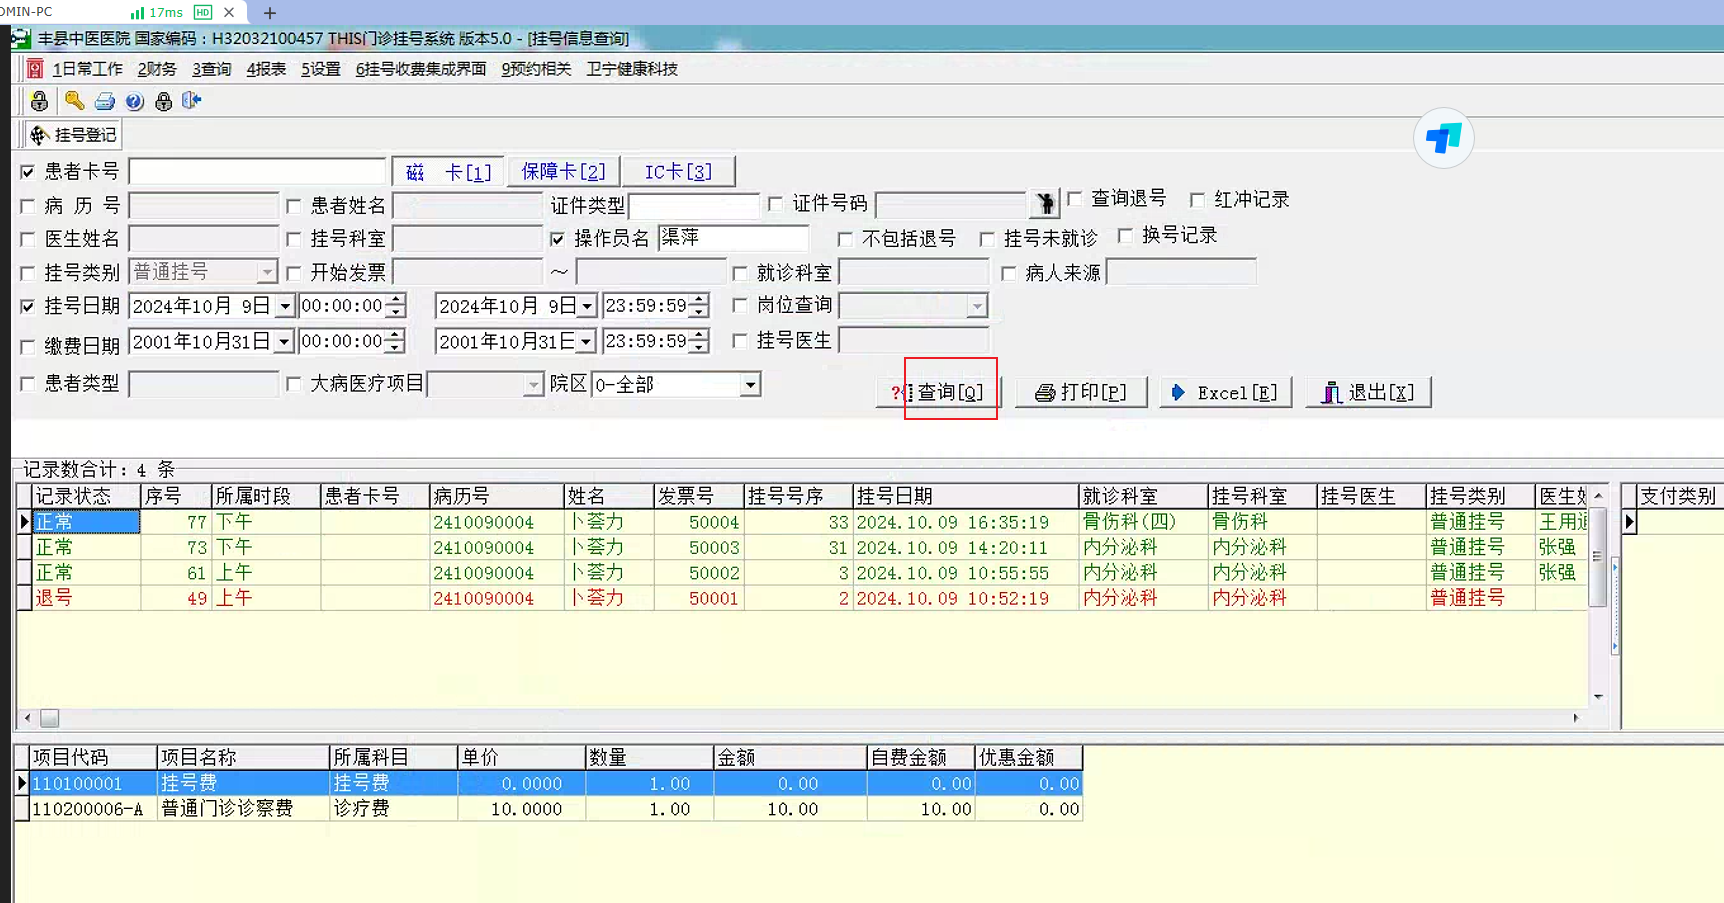 DMIN-PC 17ms HD
丰县中医医院 国家编码：H32032100457 THIS门诊挂号系统 版本5.0 - [挂号信息查询]
1日常工作 2财务 3查询 4报表 5设置 6挂号收费集成界面 9预约相关 卫宁健康科技
挂号登记
患者卡号 磁 卡[1] 保障卡[2] IC卡[3]
病 历 号 患者姓名 证件类型 证件号码 查询退号 红冲记录
医生姓名 挂号科室 操作员名 渠萍 不包括退号 挂号未就诊 换号记录
挂号类别 普通挂号 开始发票 ～ 就诊科室 病人来源
挂号日期 2024年10月 9日 00:00:00 2024年10月 9日 23:59:59 岗位查询
缴费日期 2001年10月31日 00:00:00 2001年10月31日 23:59:59 挂号医生
患者类型 大病医疗项目 院区 0-全部 查询[Q] 打印[P] Excel[E] 退出[X]
记录数合计: 4 条
记录状态 序号 所属时段 患者卡号 病历号 姓名 发票号 挂号号序 挂号日期 就诊科室 挂号科室 挂号医生 挂号类别 医生 支付类别
正常 77 下午 2410090004 卜荟力 50004 33 2024.10.09 16:35:19 骨伤科(四) 骨伤科 普通挂号 王用
正常 73 下午 2410090004 卜荟力 50003 31 2024.10.09 14:20:11 内分泌科 内分泌科 普通挂号 张强
正常 61 上午 2410090004 卜荟力 50002 3 2024.10.09 10:55:55 内分泌科 内分泌科 普通挂号 张强
退号 49 上午 2410090004 卜荟力 50001 2 2024.10.09 10:52:19 内分泌科 内分泌科 普通挂号
项目代码 项目名称 所属科目 单价 数量 金额 自费金额 优惠金额
110100001 挂号费 挂号费 0.0000 1.00 0.00 0.00 0.00
110200006-A 普通门诊诊察费 诊疗费 10.0000 1.00 10.00 10.00 0.00